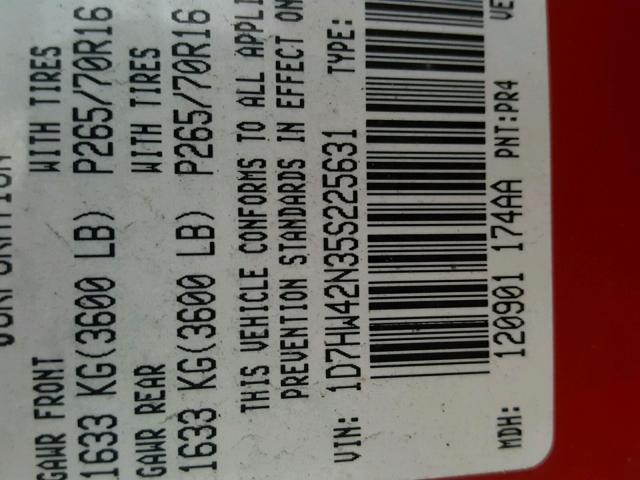 CORPORATION
GAWR FRONT WITH TIRES
1633 KG(3600 LB) P265/70R16
GAWR REAR WITH TIRES
1633 KG(3600 LB) P265/70R16
THIS VEHICLE CONFORMS TO ALL APPLI
PREVENTION STANDARDS IN EFFECT ON
VIN: 1D7HW42N35S225631 TYPE:
MDH: 120901 174AA PNT:PR4 VE